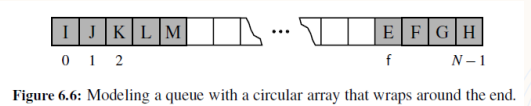 I J K L M ... E F G H
0 1 2 f N − 1
Figure 6.6: Modeling a queue with a circular array that wraps around the end.